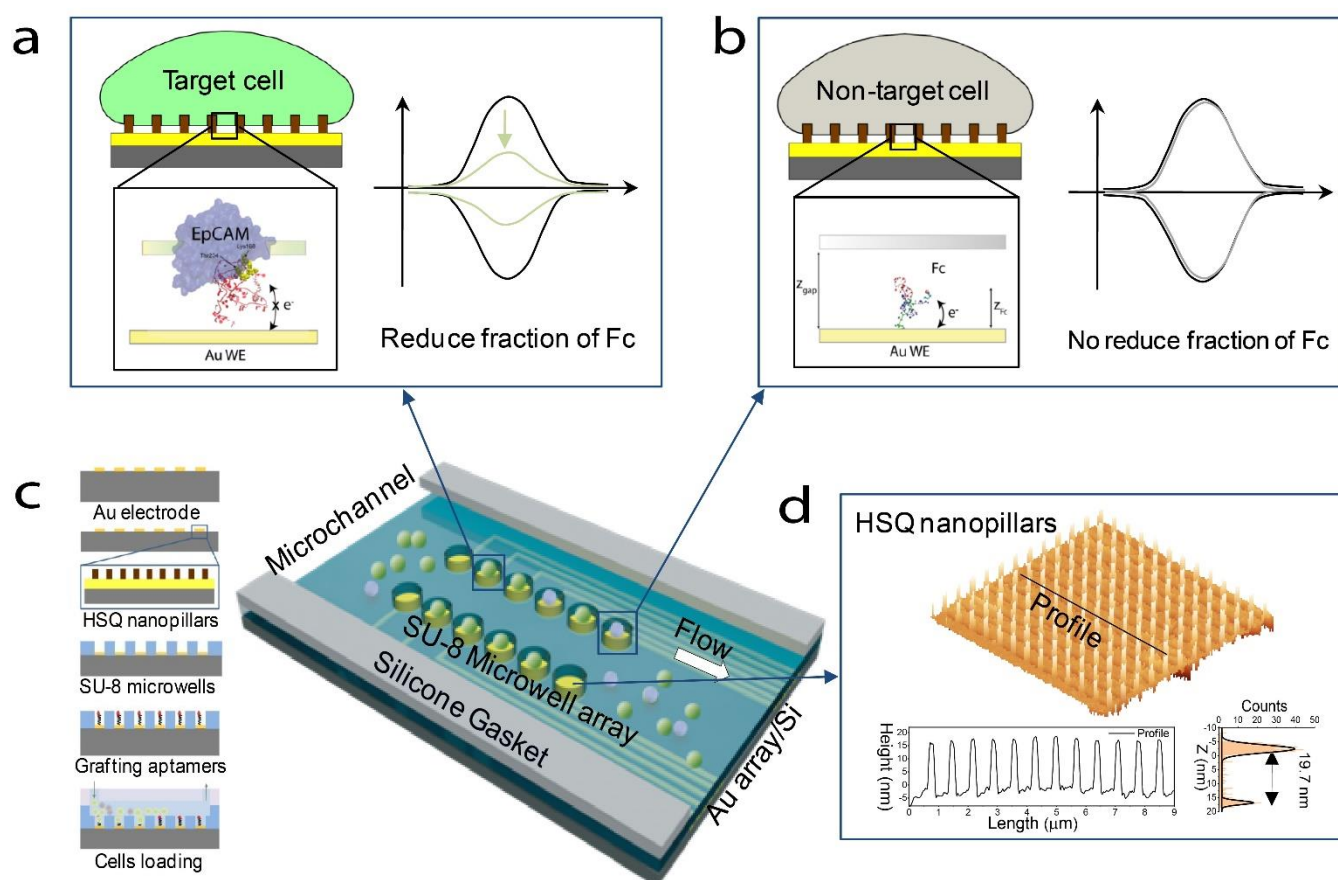 a
Target cell
EpCAM
Lys168
e-
Au WE
Reduce fraction of Fc
b
Non-target cell
Fc
zgap
zFc
e-
Au WE
No reduce fraction of Fc
c
Au electrode
HSQ nanopillars
SU-8 microwells
Grafting aptamers
Cells loading
Microchannel
SU-8 Microwell array
Flow
Silicone Gasket
Au array/Si
d
HSQ nanopillars
Profile
Height (nm)
20
15
10
5
0
-5
Profile
0 1 2 3 4 5 6 7 8 9
Length (μm)
Counts
0 10 20 30 40 50
Z (nm)
-10
-5
0
5
10
15
20
19.7 nm